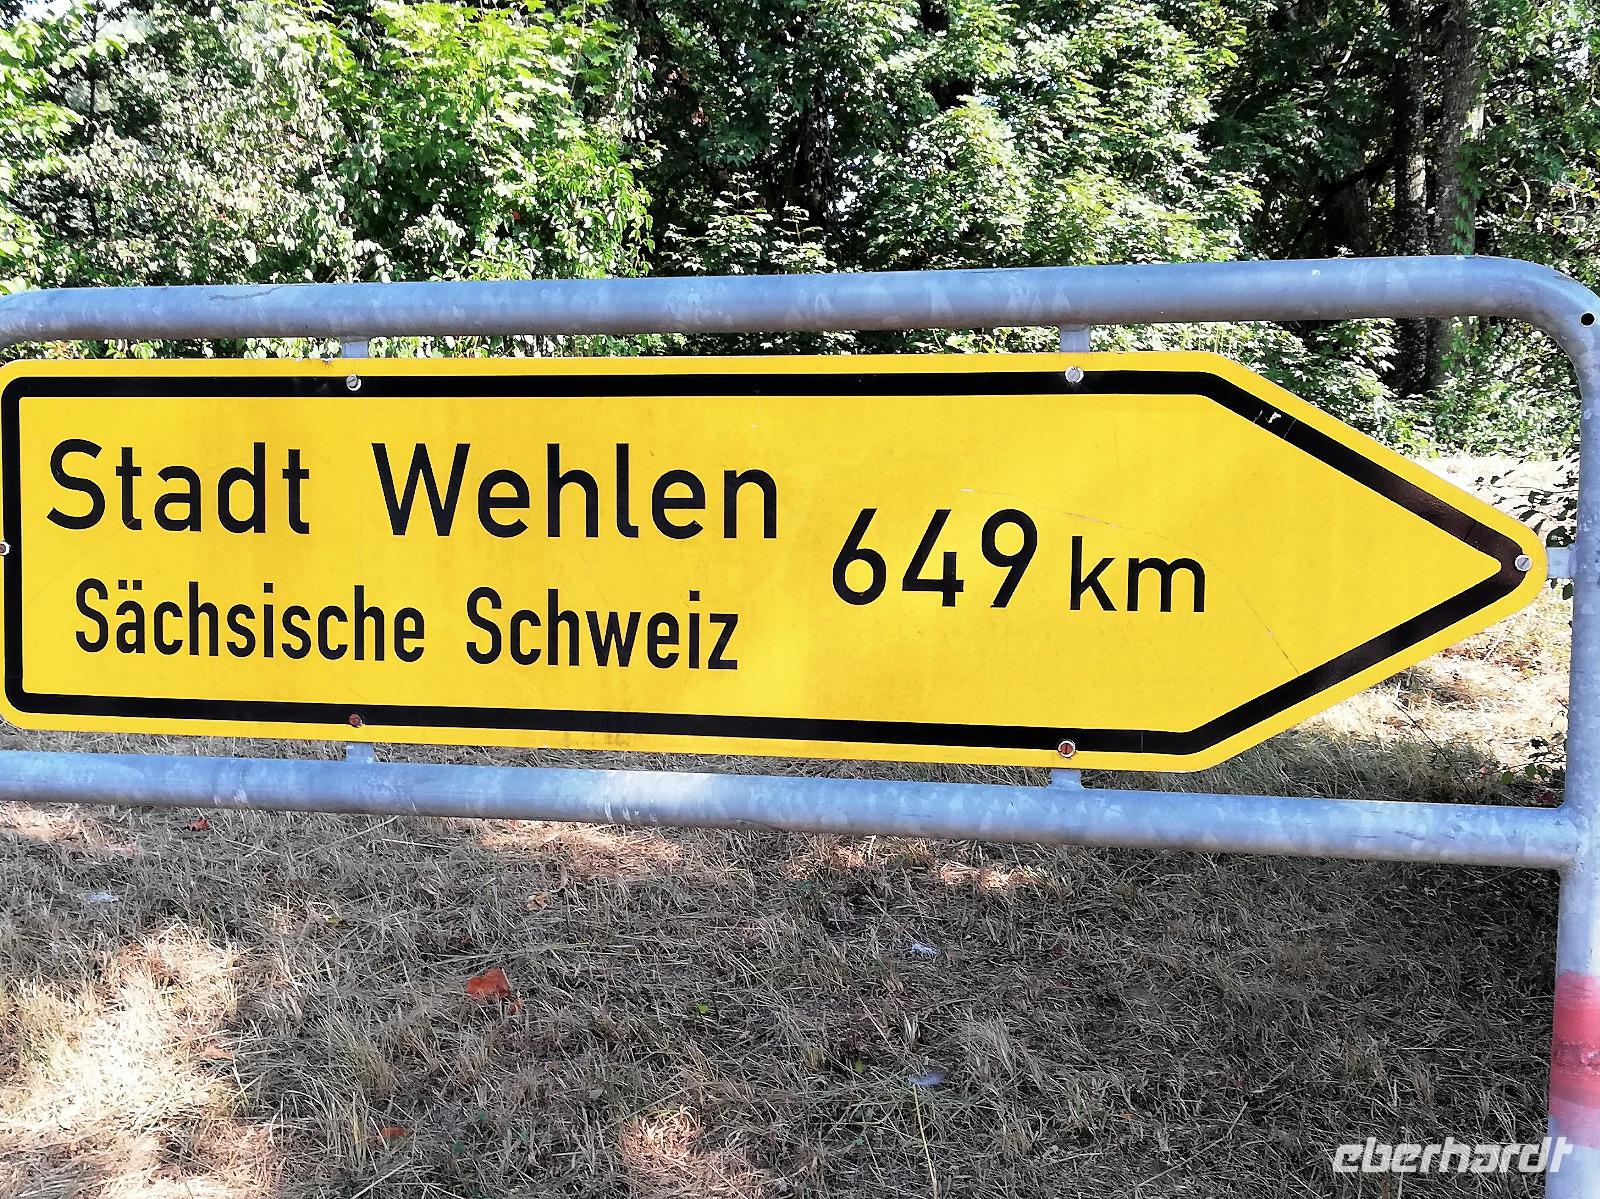 Stadt Wehlen
Sächsische Schweiz
649 km
eberhardt